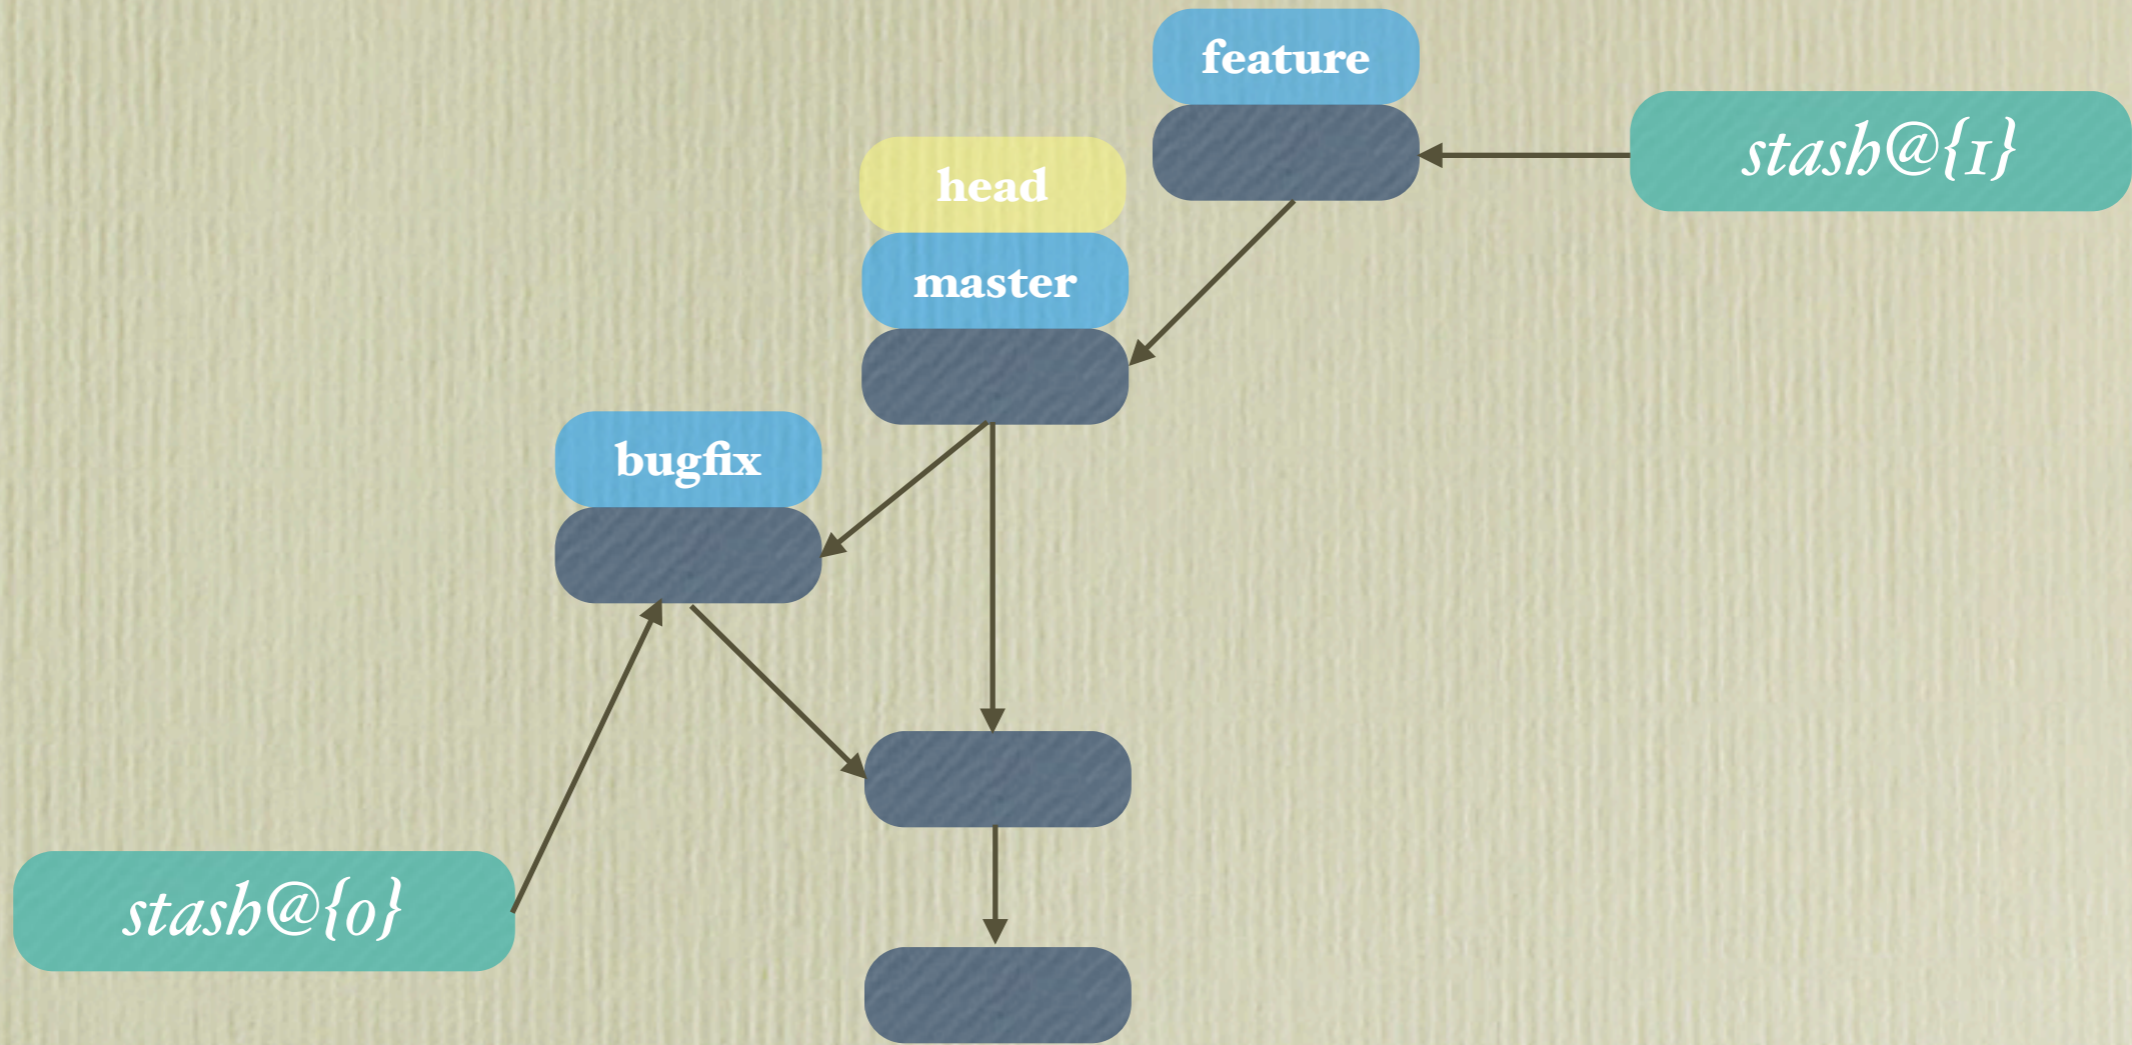 feature
stash@{1}
head
master
bugfix
stash@{0}